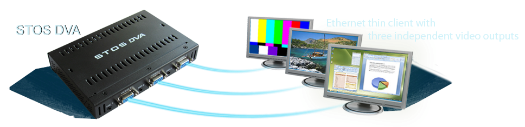 STOS DVA
STOS DVA
Ethernet thin client with
three independent video outputs